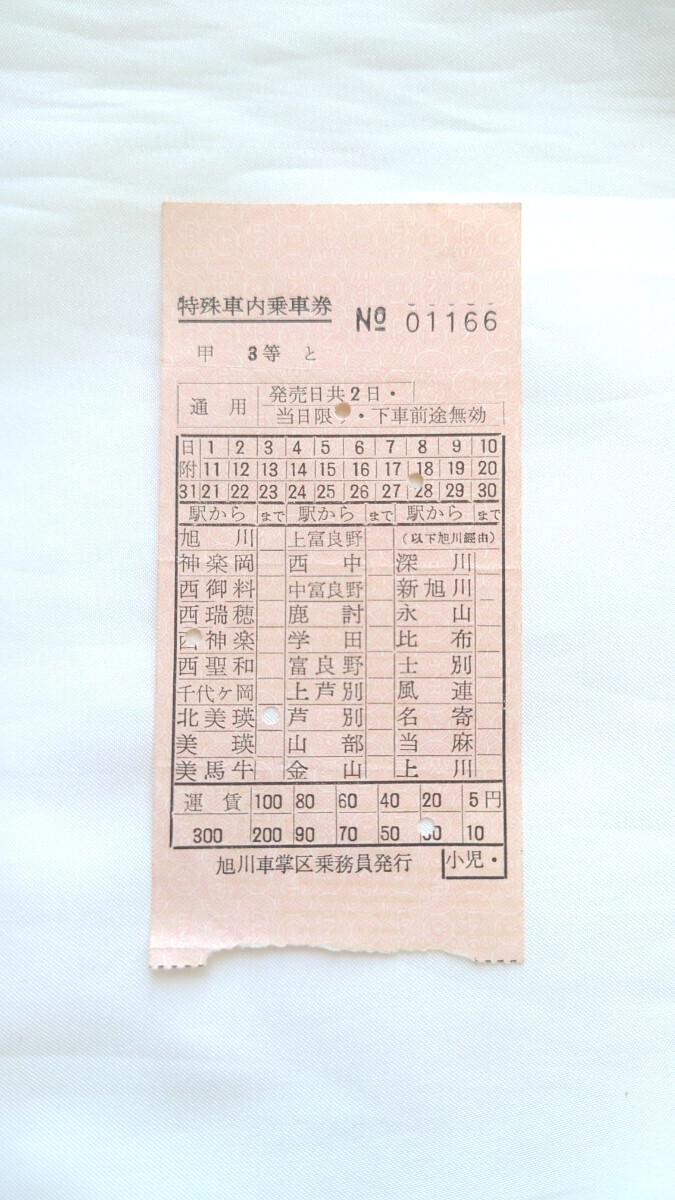 特殊車内乗車券 No 01166
甲 3等 と
通用 発売日共2日・
当日限・下車前途無効
日 1 2 3 4 5 6 7 8 9 10
附 11 12 13 14 15 16 17 18 19 20
31 21 22 23 24 25 26 27 28 29 30
駅から まで 駅から まで 駅から まで
旭川 上富良野 (以下旭川経由)
神楽岡 西中 深川
西御料 中富良野 新旭川
西瑞穂 鹿討 永山
西神楽 学田 比布
西聖和 富良野 士別
千代ケ岡 上芦別 風連
北美瑛 芦別 名寄
美瑛 山部 当麻
美馬牛 金山 上川
運賃 100 80 60 40 20 5円
300 200 90 70 50 30 10
旭川車掌区乗務員発行 小児・